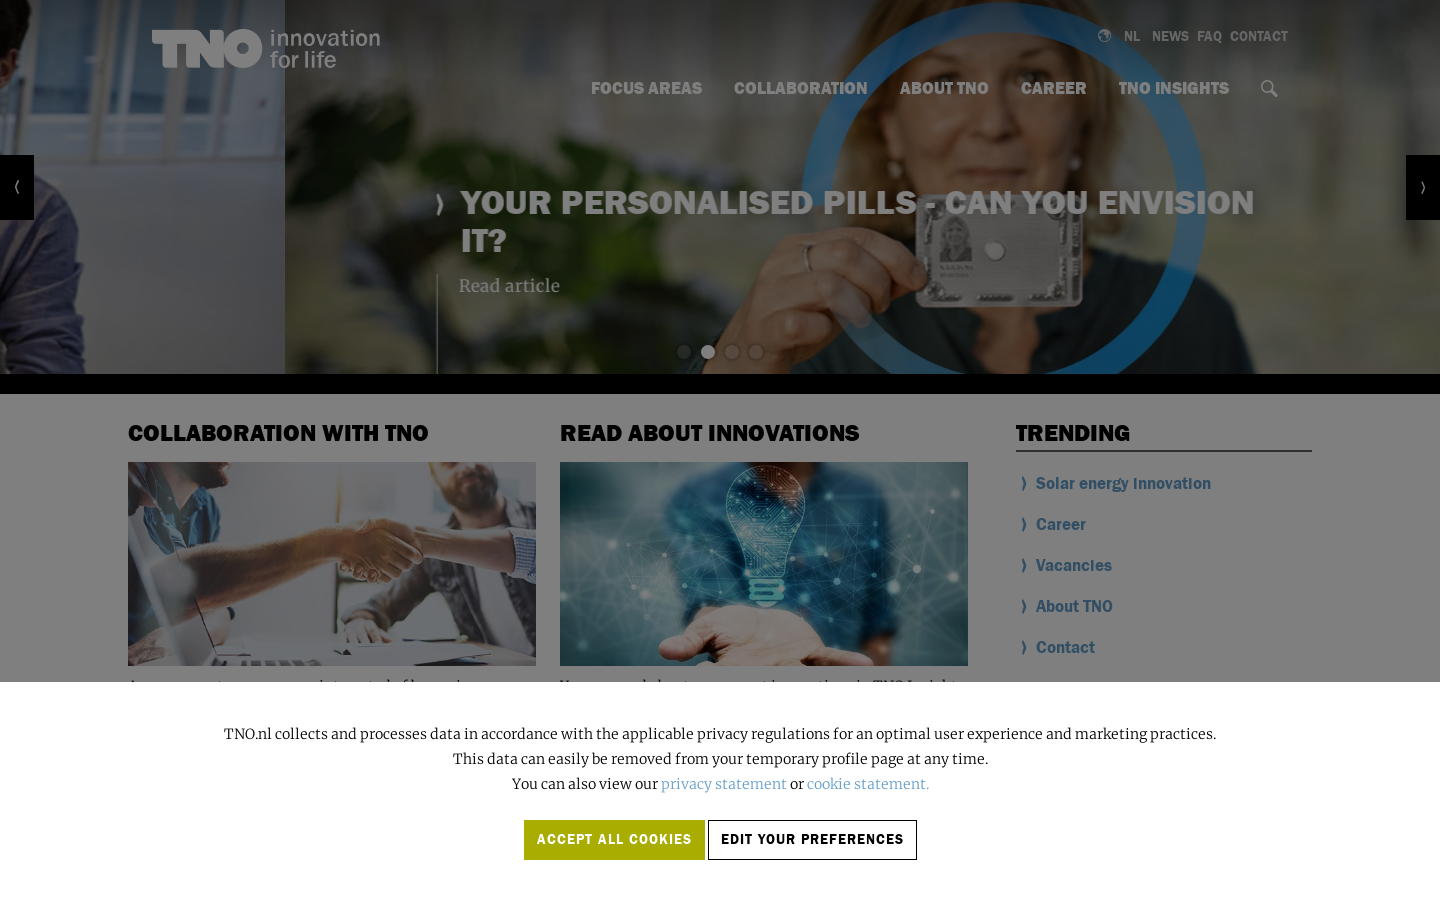 TNO innovation
for life
NL NEWS FAQ CONTACT
FOCUS AREAS COLLABORATION ABOUT TNO CAREER TNO INSIGHTS
YOUR PERSONALISED PILLS - CAN YOU ENVISION
IT?
Read article
COLLABORATION WITH TNO
READ ABOUT INNOVATIONS
TRENDING
Solar energy innovation
Career
Vacancies
About TNO
Contact
TNO.nl collects and processes data in accordance with the applicable privacy regulations for an optimal user experience and marketing practices.
This data can easily be removed from your temporary profile page at any time.
You can also view our privacy statement or cookie statement.
ACCEPT ALL COOKIES
EDIT YOUR PREFERENCES